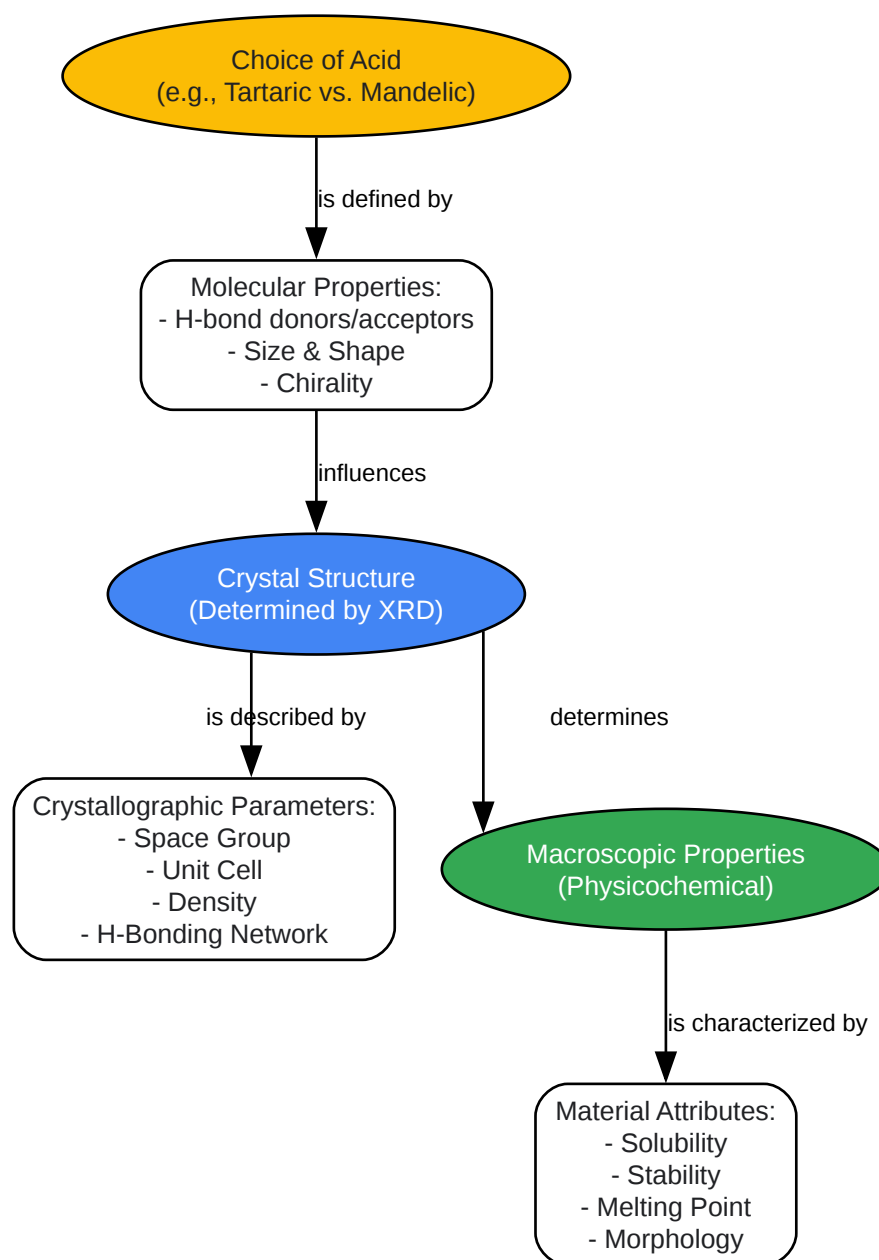 Choice of Acid
(e.g., Tartaric vs. Mandelic)
is defined by
Molecular Properties:
- H-bond donors/acceptors
- Size & Shape
- Chirality
influences
Crystal Structure
(Determined by XRD)
is described by
determines
Crystallographic Parameters:
- Space Group
- Unit Cell
- Density
- H-Bonding Network
Macroscopic Properties
(Physicochemical)
is characterized by
Material Attributes:
- Solubility
- Stability
- Melting Point
- Morphology